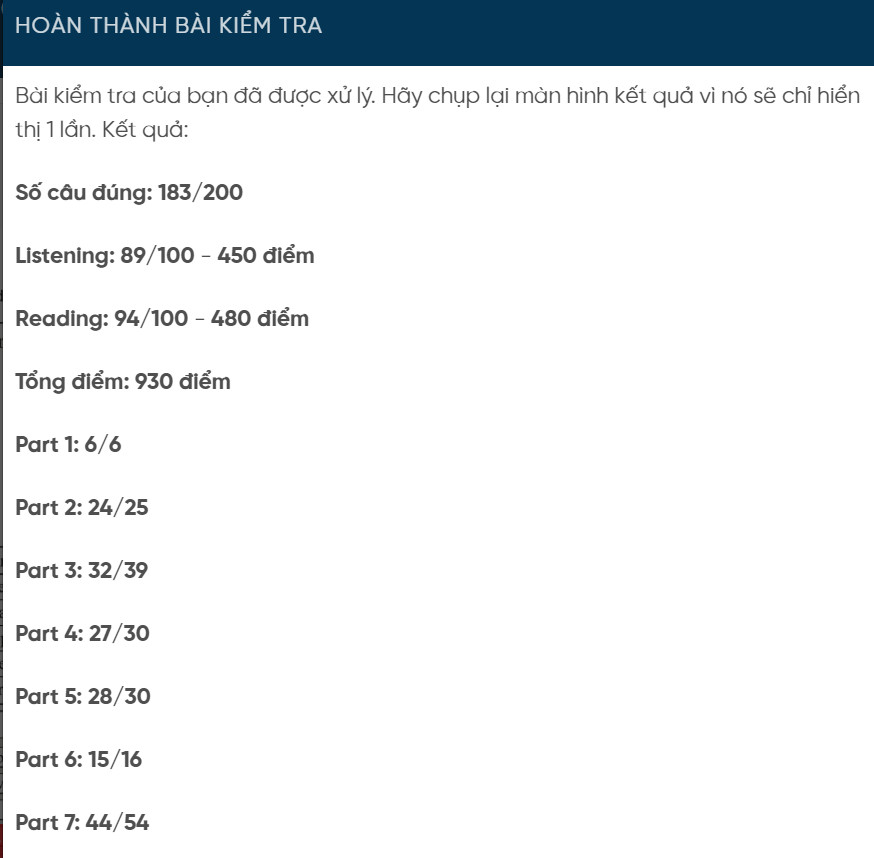 HOÀN THÀNH BÀI KIỂM TRA
Bài kiểm tra của bạn đã được xử lý. Hãy chụp lại màn hình kết quả vì nó sẽ chỉ hiển
thị 1 lần. Kết quả:
Số câu đúng: 183/200
Listening: 89/100 - 450 điểm
Reading: 94/100 - 480 điểm
Tổng điểm: 930 điểm
Part 1: 6/6
Part 2: 24/25
Part 3: 32/39
Part 4: 27/30
Part 5: 28/30
Part 6: 15/16
Part 7: 44/54